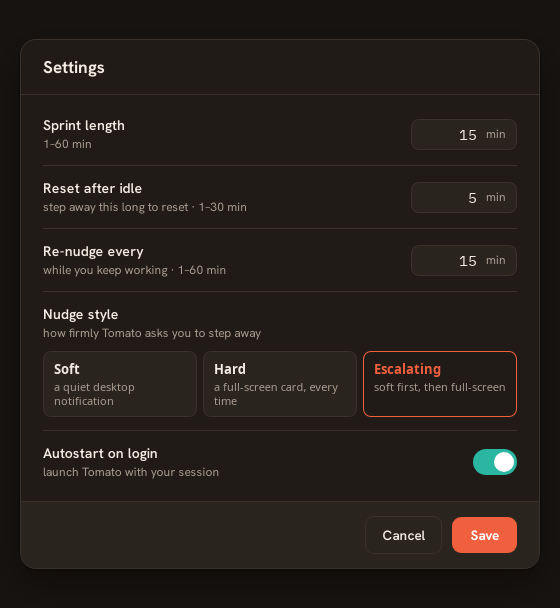 Settings
Sprint length
1–60 min
15 min
Reset after idle
step away this long to reset · 1–30 min
5 min
Re-nudge every
while you keep working · 1–60 min
15 min
Nudge style
how firmly Tomato asks you to step away
Soft
a quiet desktop
notification
Hard
a full-screen card, every
time
Escalating
soft first, then full-screen
Autostart on login
launch Tomato with your session
Cancel
Save